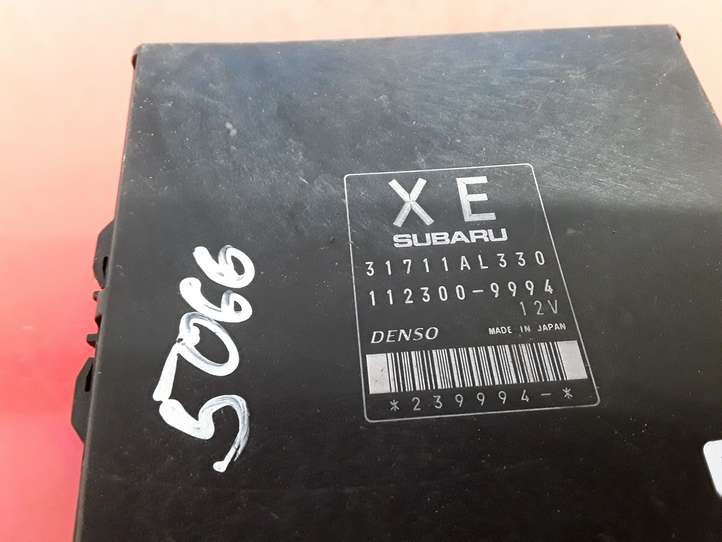 XE
SUBARU
31711AL330
112300-9994
12V
DENSO MADE IN JAPAN
*239994-*
5066